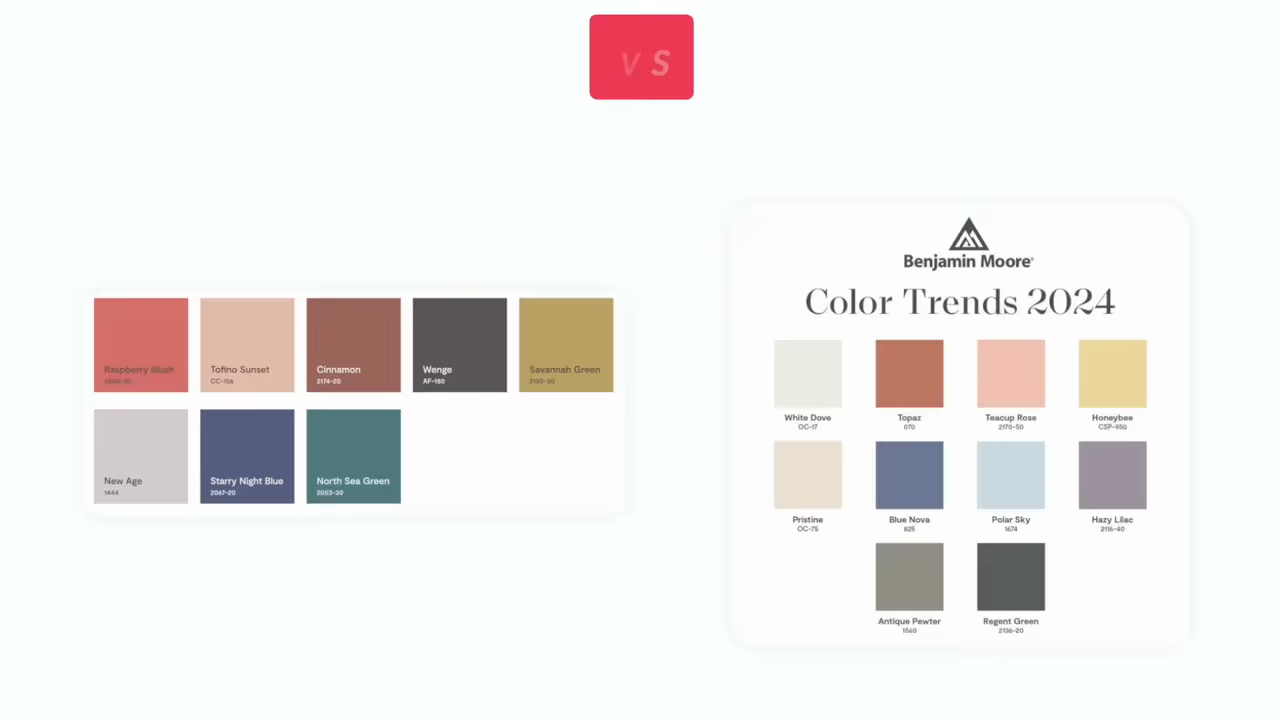 VS
Raspberry Blush
Tofino Sunset
CC-156
Cinnamon
2174-20
Wenge
AF-180
Savannah Green
2150-30
New Age
1444
Starry Night Blue
2067-20
North Sea Green
2053-30
Benjamin Moore®
Color Trends 2024
White Dove
OC-17
Topaz
070
Teacup Rose
2170-50
Honeybee
CSP-950
Pristine
OC-75
Blue Nova
825
Polar Sky
1674
Hazy Lilac
2116-40
Antique Pewter
1560
Regent Green
2136-20